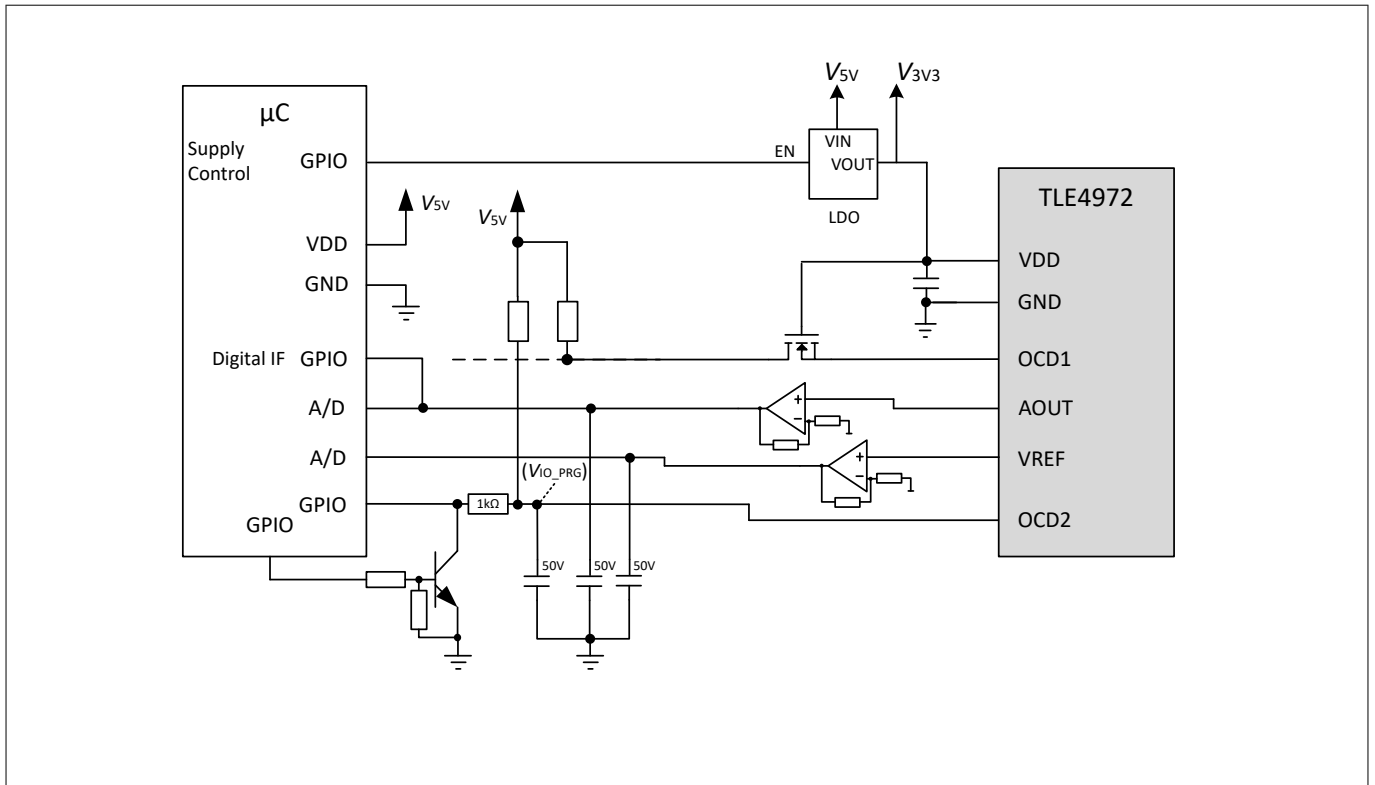 µC
Supply
Control
GPIO
VDD
GND
Digital IF GPIO
A/D
A/D
GPIO
GPIO
V5V
V5V
1kΩ
(VIO_PRG)
50V
50V
50V
V5V
V3V3
EN
VIN
VOUT
LDO
+
−
+
−
TLE4972
VDD
GND
OCD1
AOUT
VREF
OCD2